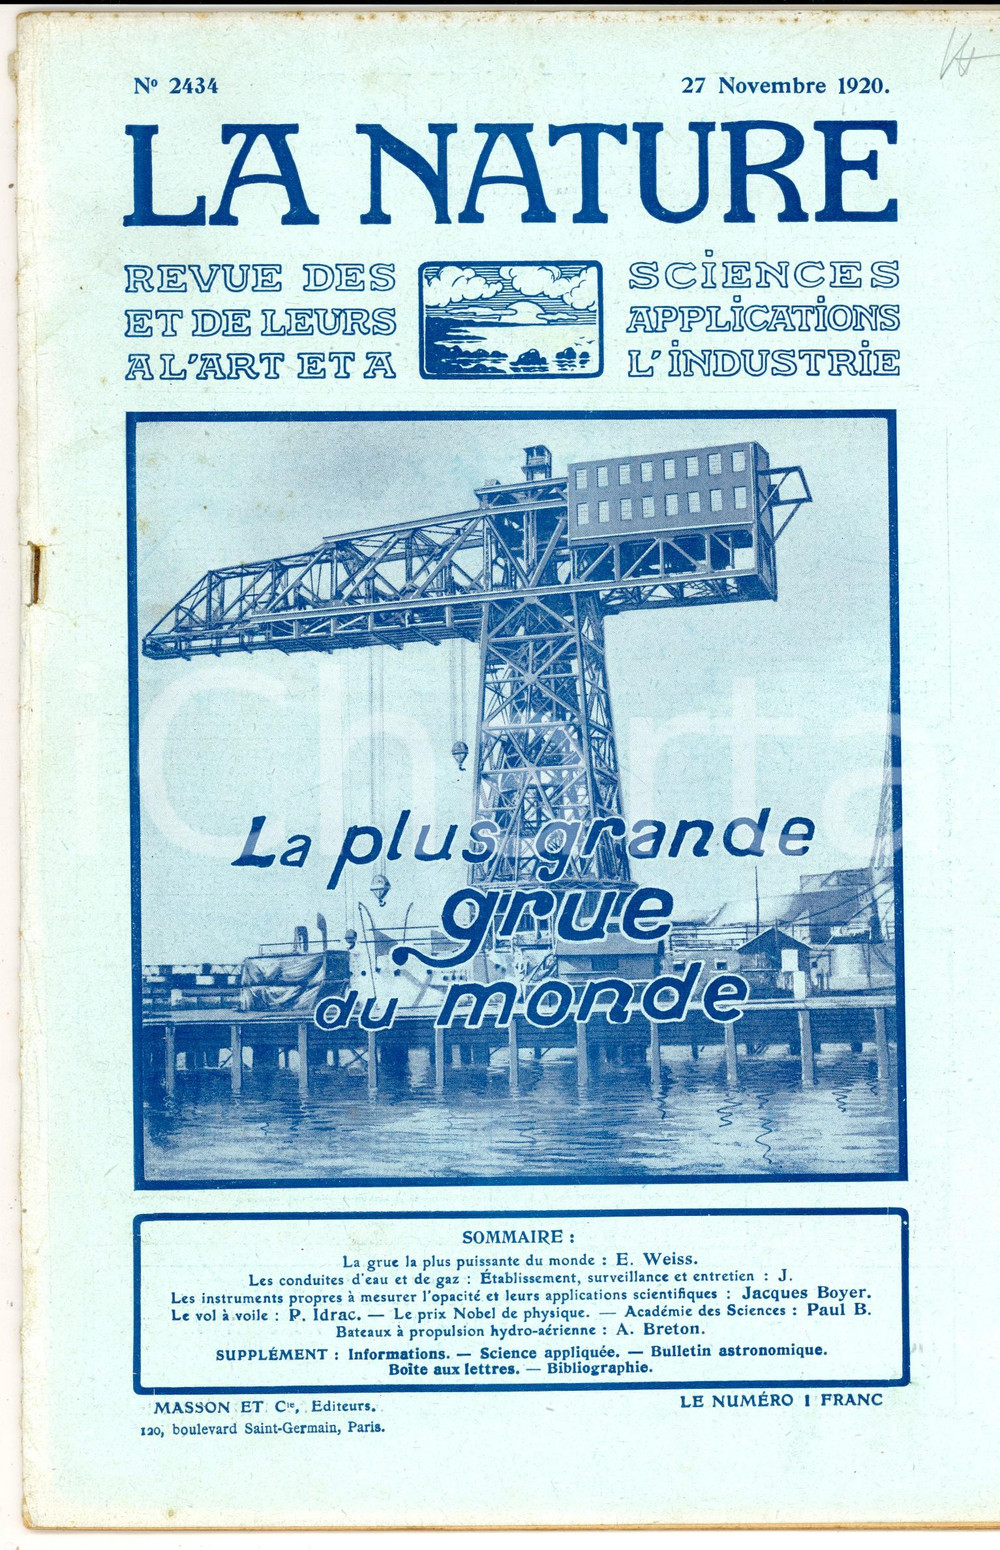 Nº 2434
27 Novembre 1920.
LA NATURE
REVUE DES SCIENCES
ET DE LEURS APPLICATIONS
A L'ART ET A L'INDUSTRIE
La plus grande
grue
du monde
SOMMAIRE :
La grue la plus puissante du monde : E. Weiss.
Les conduites d'eau et de gaz : Établissement, surveillance et entretien : J.
Les instruments propres à mesurer l'opacité et leurs applications scientifiques : Jacques Boyer.
Le vol à voile : P. Idrac. — Le prix Nobel de physique. — Académie des Sciences : Paul B.
Bateaux à propulsion hydro-aérienne : A. Breton.
SUPPLÉMENT : Informations. — Science appliquée. — Bulletin astronomique.
Boîte aux lettres. — Bibliographie.
MASSON ET Cie, Editeurs.
120, boulevard Saint-Germain, Paris.
LE NUMÉRO 1 FRANC
iCharta